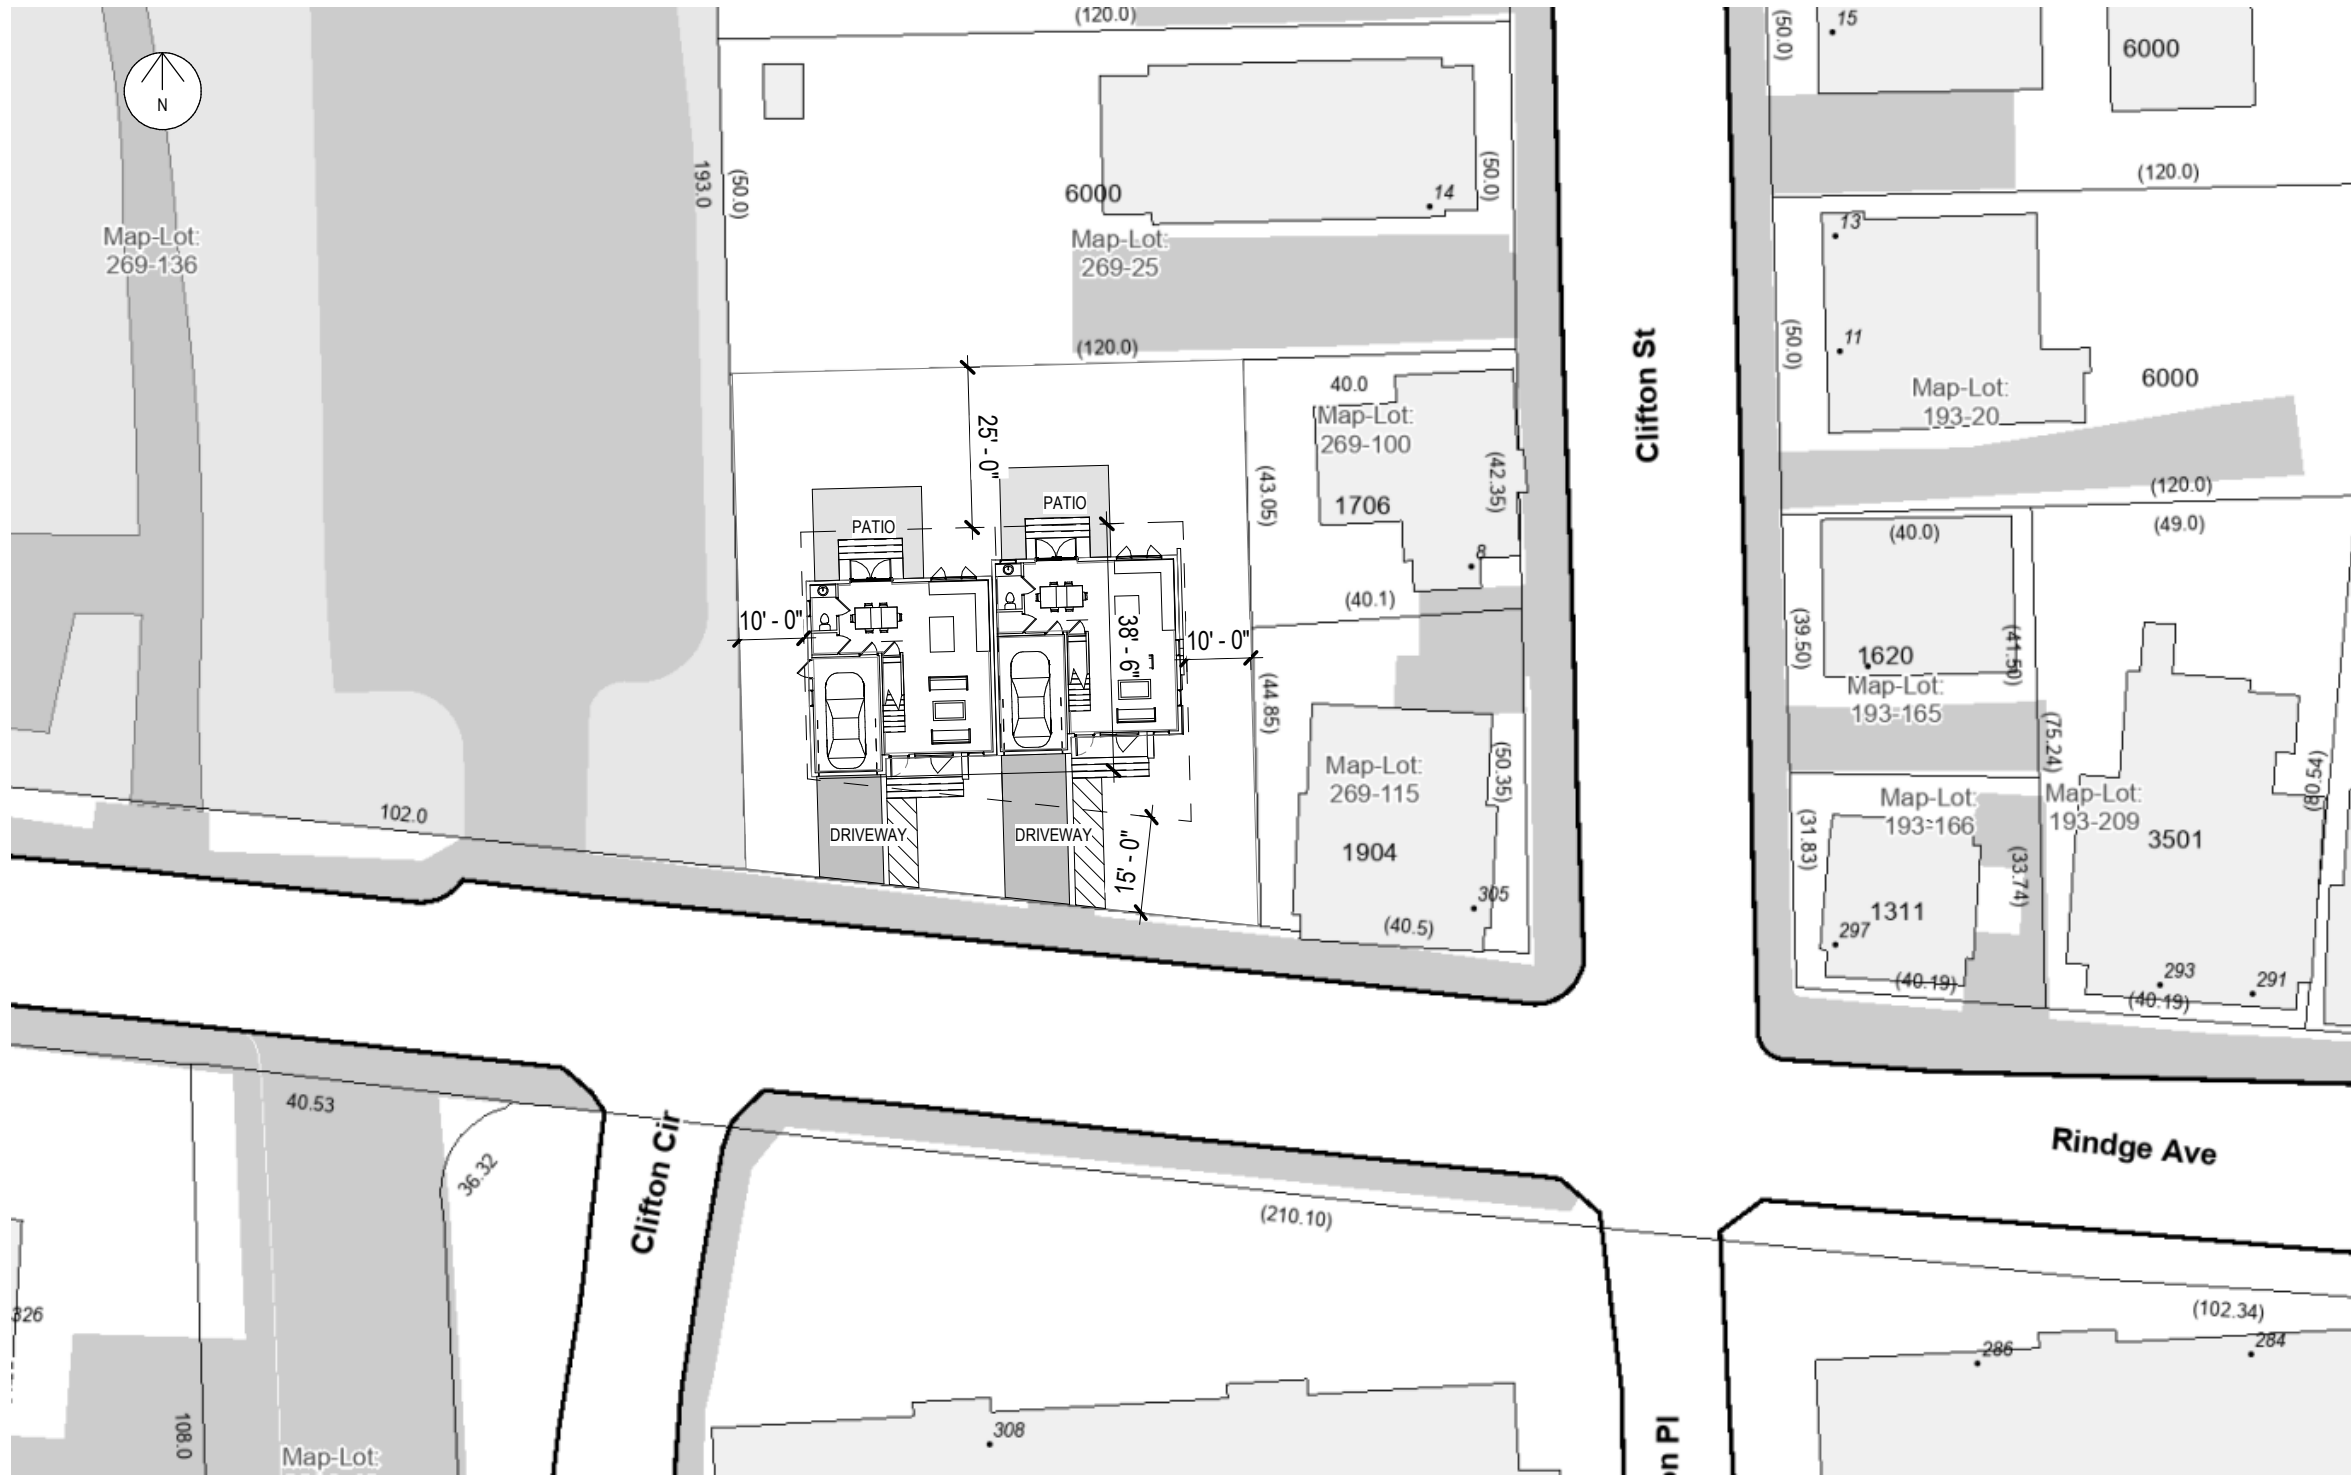 (120.0)
15
6000
(50.0)
N
193.0
(50.0)
6000
14
(50.0)
(120.0)
Map-Lot:
269-136
Map-Lot:
269-25
13
(120.0)
11
(50.0)
Clifton St
25' - 0"
40.0
Map-Lot:
269-100
6000
Map-Lot:
193-20
(43.05)
(42.35)
1706
8
(120.0)
(40.0)
(49.0)
PATIO
PATIO
10' - 0"
38' - 6"
10' - 0"
(40.1)
(39.50)
(41.50)
1620
Map-Lot:
193-165
(44.85)
(75.24)
(50.35)
Map-Lot:
269-115
1904
102.0
DRIVEWAY
DRIVEWAY
15' - 0"
305
(40.5)
Map-Lot:
193-166
(31.83)
(33.74)
1311
297
(40.19)
Map-Lot:
193-209
3501
(80.54)
293
291
(40.19)
40.53
36.32
Clifton Cir
Rindge Ave
(210.10)
(102.34)
326
286
284
108.0
308
on Pl
Map-Lot: